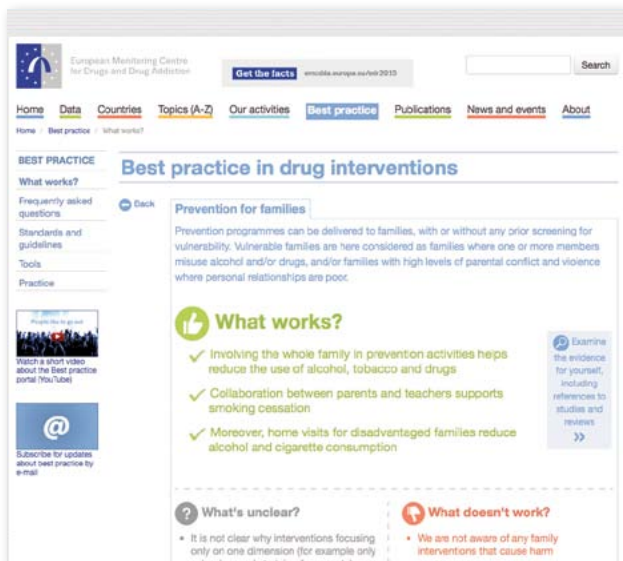 European Monitoring Centre
for Drugs and Drug Addiction
Get the facts emcdda.europa.eu/edr2015
Search
Home Data Countries Topics (A-Z) Our activities Best practice Publications News and events About
Home / Best practice / What works?
BEST PRACTICE
What works?
Frequently asked
questions
Standards and
guidelines
Tools
Practice
Watch a short video
about the Best practice
portal (YouTube)
@
Subscribe for updates
about best practice by
e-mail
Best practice in drug interventions
Back
Prevention for families
Prevention programmes can be delivered to families, with or without any prior screening for
vulnerability. Vulnerable families are here considered as families where one or more members
misuse alcohol and/or drugs, and/or families with high levels of parental conflict and violence
where personal relationships are poor.
What works?
Involving the whole family in prevention activities helps
reduce the use of alcohol, tobacco and drugs
Collaboration between parents and teachers supports
smoking cessation
Moreover, home visits for disadvantaged families reduce
alcohol and cigarette consumption
Examine
the evidence
for yourself,
including
references to
studies and
reviews
»
? What's unclear?
• It is not clear why interventions focusing
only on one dimension (for example only
What doesn't work?
• We are not aware of any family
interventions that cause harm